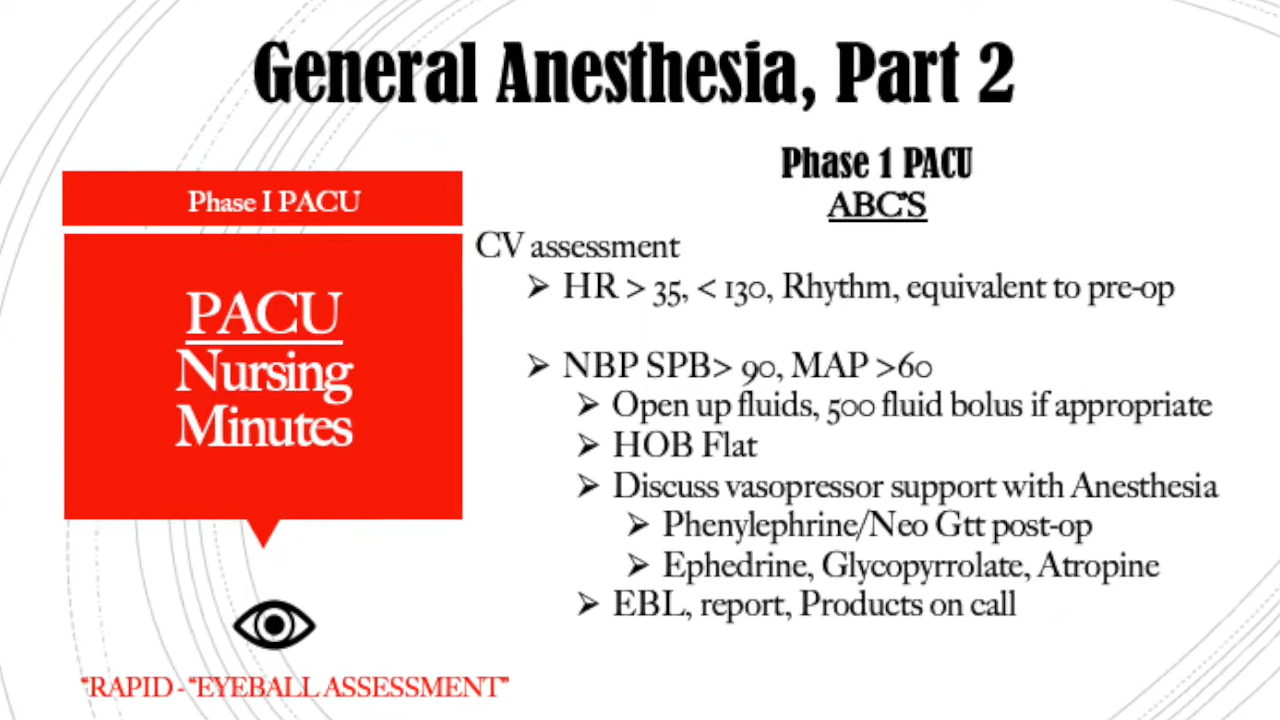 General Anesthesia, Part 2
Phase I PACU
PACU
Nursing
Minutes
"RAPID - "EYEBALL ASSESSMENT"
Phase 1 PACU
ABC'S
CV assessment
➢ HR > 35, < 130, Rhythm, equivalent to pre-op
➢ NBP SPB> 90, MAP >60
➢ Open up fluids, 500 fluid bolus if appropriate
➢ HOB Flat
➢ Discuss vasopressor support with Anesthesia
➢ Phenylephrine/Neo Gtt post-op
➢ Ephedrine, Glycopyrrolate, Atropine
➢ EBL, report, Products on call